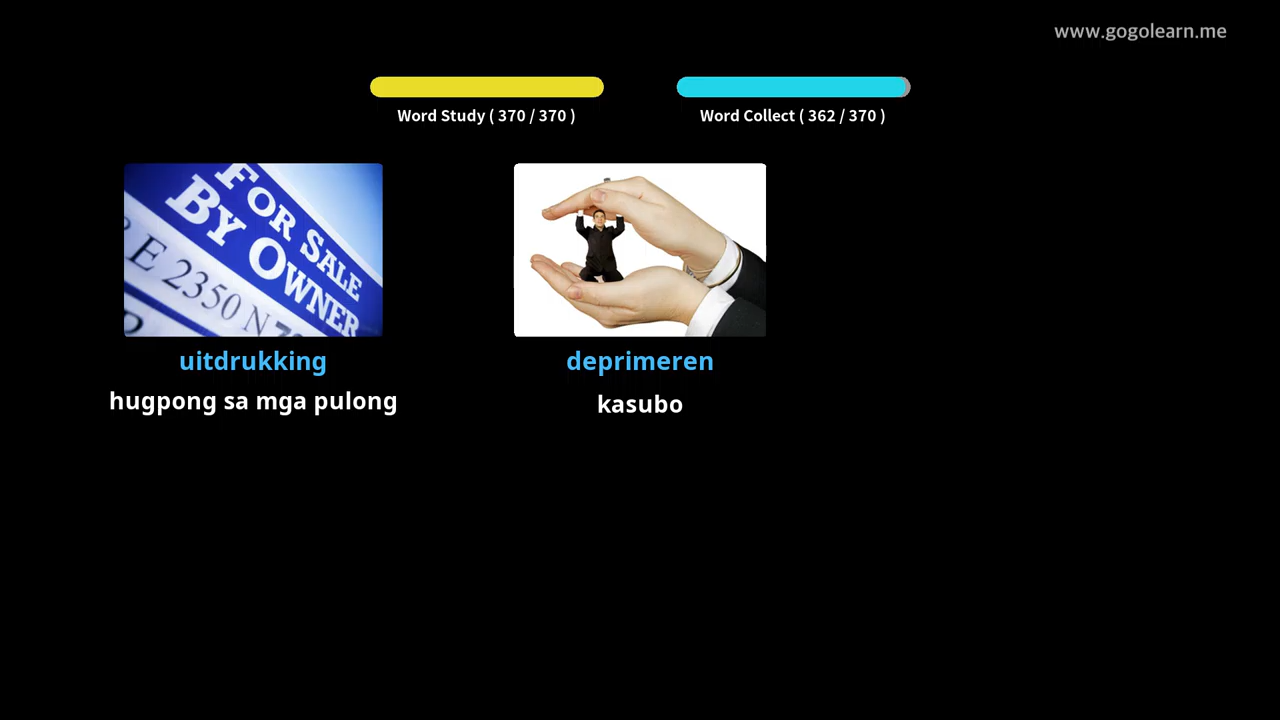 www.gogolearn.me
Word Study ( 370 / 370 )
Word Collect ( 362 / 370 )
FOR SALE
BY OWNER
E 2350 N
uitdrukking
hugpong sa mga pulong
deprimeren
kasubo